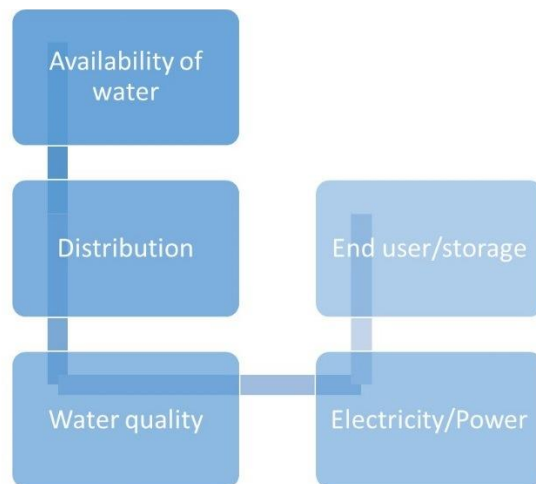 Availability of
water
Distribution
Water quality
Electricity/Power
End user/storage